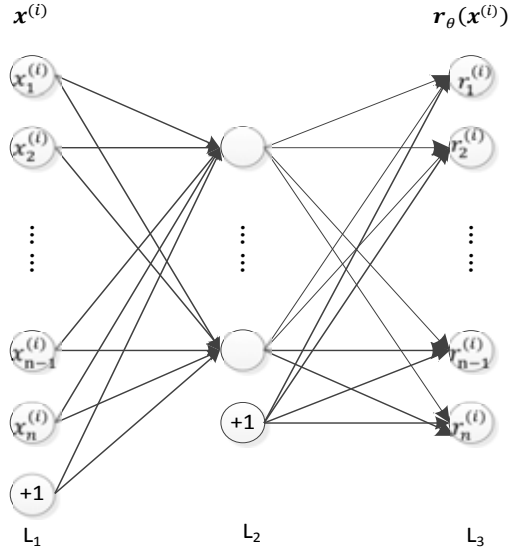 x^(i) r_θ(x^(i))
x_1^(i) r_1^(i)
x_2^(i) r_2^(i)
⋮ ⋮ ⋮
⋮ ⋮ ⋮
x_{n−1}^(i) r_{n−1}^(i)
x_n^(i) +1 r_n^(i)
+1
L_1 L_2 L_3